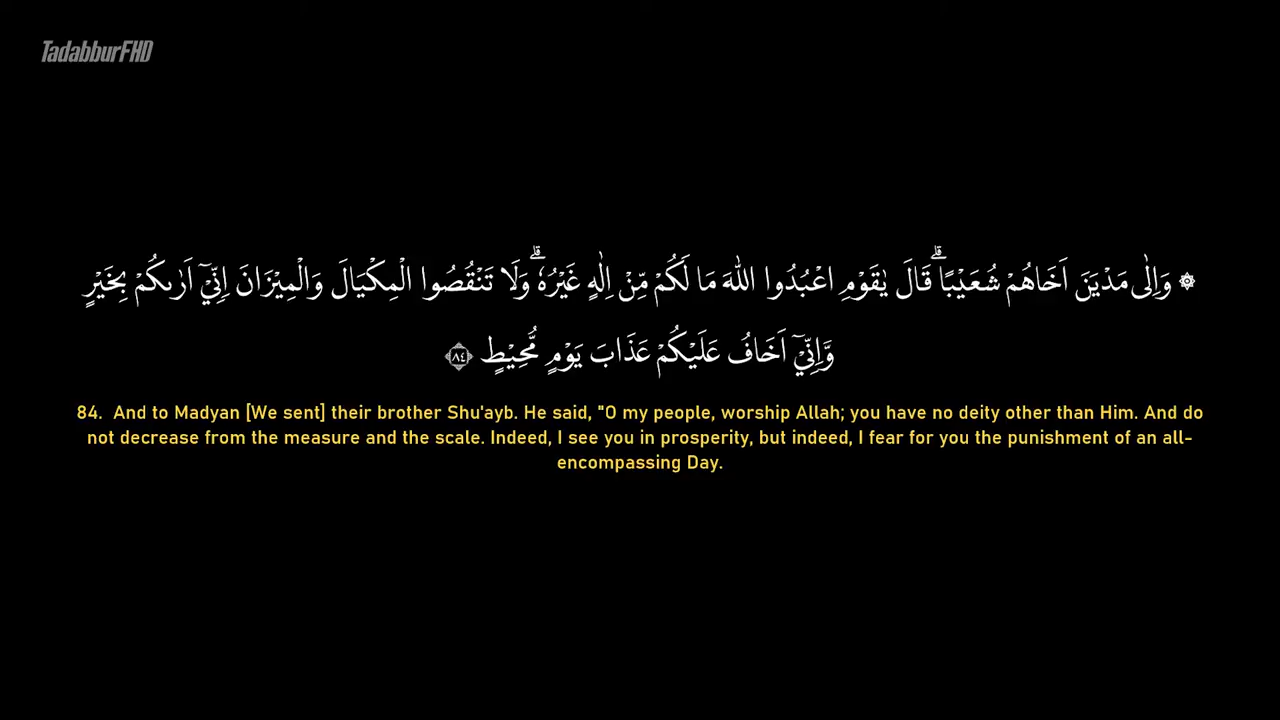 TadabburFHD
۞ وَاِلٰى مَدْيَنَ اَخَاهُمْ شُعَيْبًاۗ قَالَ يٰقَوْمِ اعْبُدُوا اللّٰهَ مَا لَكُمْ مِّنْ اِلٰهٍ غَيْرُهٗۗ وَلَا تَنْقُصُوا الْمِكْيَالَ وَالْمِيْزَانَ اِنِّيْٓ اَرٰىكُمْ بِخَيْرٍ
وَّاِنِّيْٓ اَخَافُ عَلَيْكُمْ عَذَابَ يَوْمٍ مُّحِيْطٍ ٨٤
84. And to Madyan [We sent] their brother Shu'ayb. He said, "O my people, worship Allah; you have no deity other than Him. And do
not decrease from the measure and the scale. Indeed, I see you in prosperity, but indeed, I fear for you the punishment of an all-
encompassing Day.